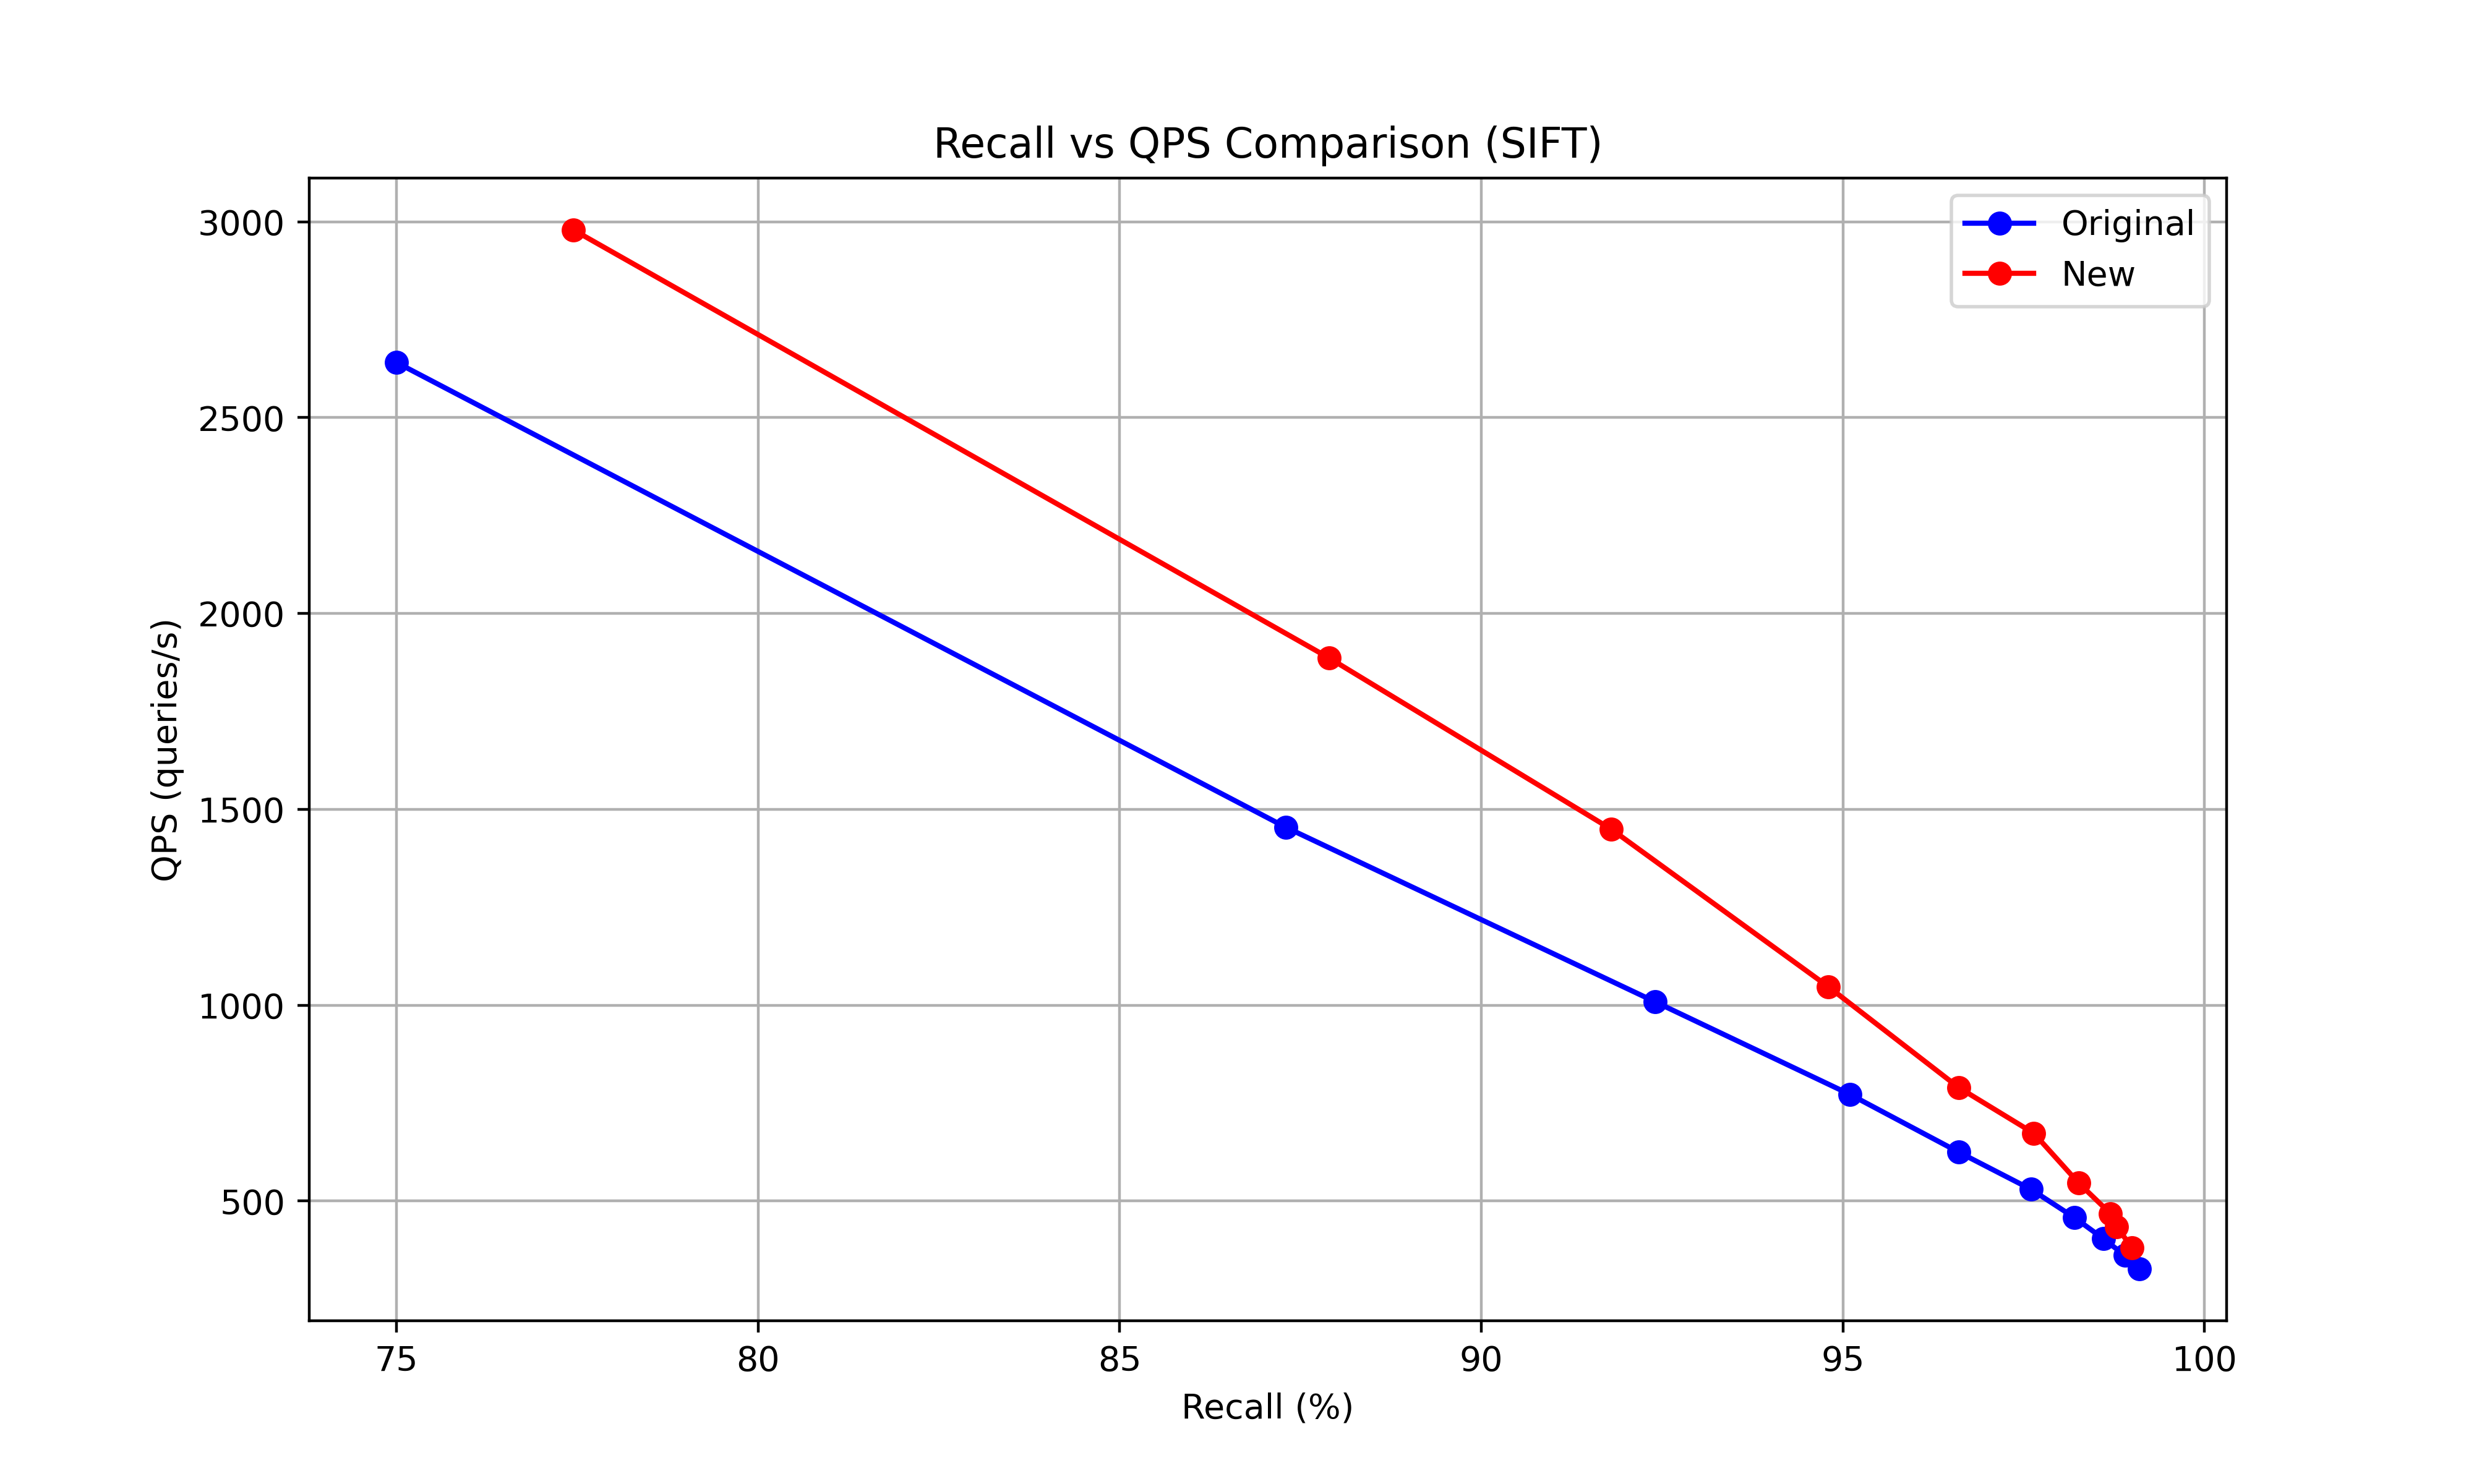 Recall vs QPS Comparison (SIFT)
Original
New
QPS (queries/s)
3000
2500
2000
1500
1000
500
75 80 85 90 95 100
Recall (%)